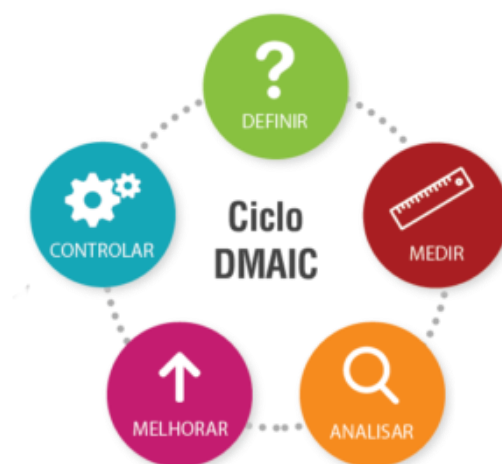 Ciclo
DMAIC
DEFINIR
MEDIR
ANALISAR
MELHORAR
CONTROLAR